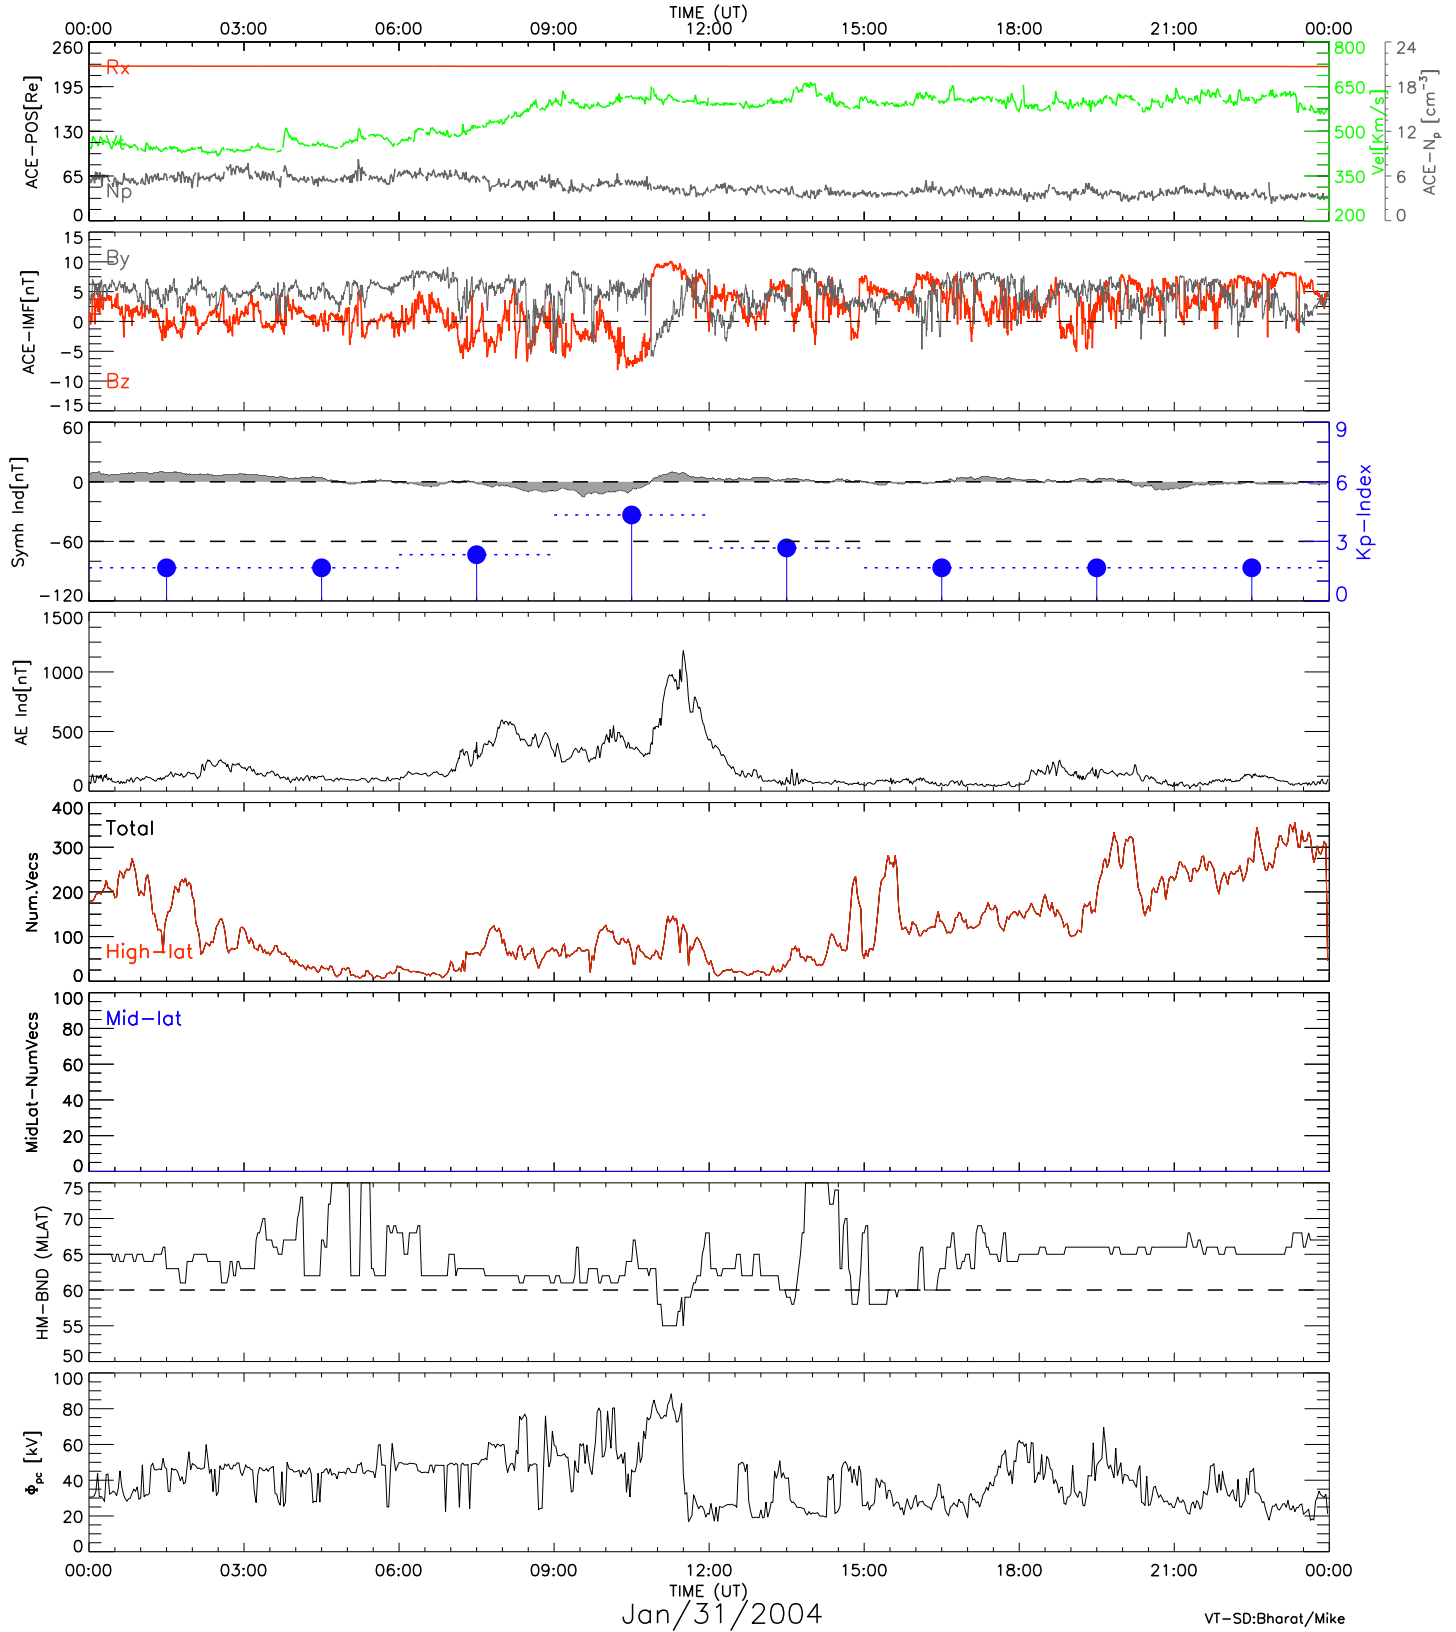 TIME (UT)
00:00 03:00 06:00 09:00 12:00 15:00 18:00 21:00 00:00
260 195 130 65 0
ACE-POS[Re]
Rx
Np
800 650 500 350 200
Vel[Km/s]
24 18 12 6 0
ACE-Np [cm-3]
15 10 5 0 -5 -10 -15
ACE-IMF[nT]
By
Bz
60 0 -60 -120
Symh Ind[nT]
9 6 3 0
Kp-Index
1500 1000 500 0
AE Ind[nT]
400 300 200 100 0
Num.Vecs
Total
High-lat
100 80 60 40 20 0
MidLat-NumVecs
Mid-lat
75 70 65 60 55 50
HM-BND (MLAT)
100 80 60 40 20 0
Φpc [kV]
00:00 03:00 06:00 09:00 12:00 15:00 18:00 21:00 00:00
TIME (UT)
Jan/31/2004
VT-SD:Bharat/Mike